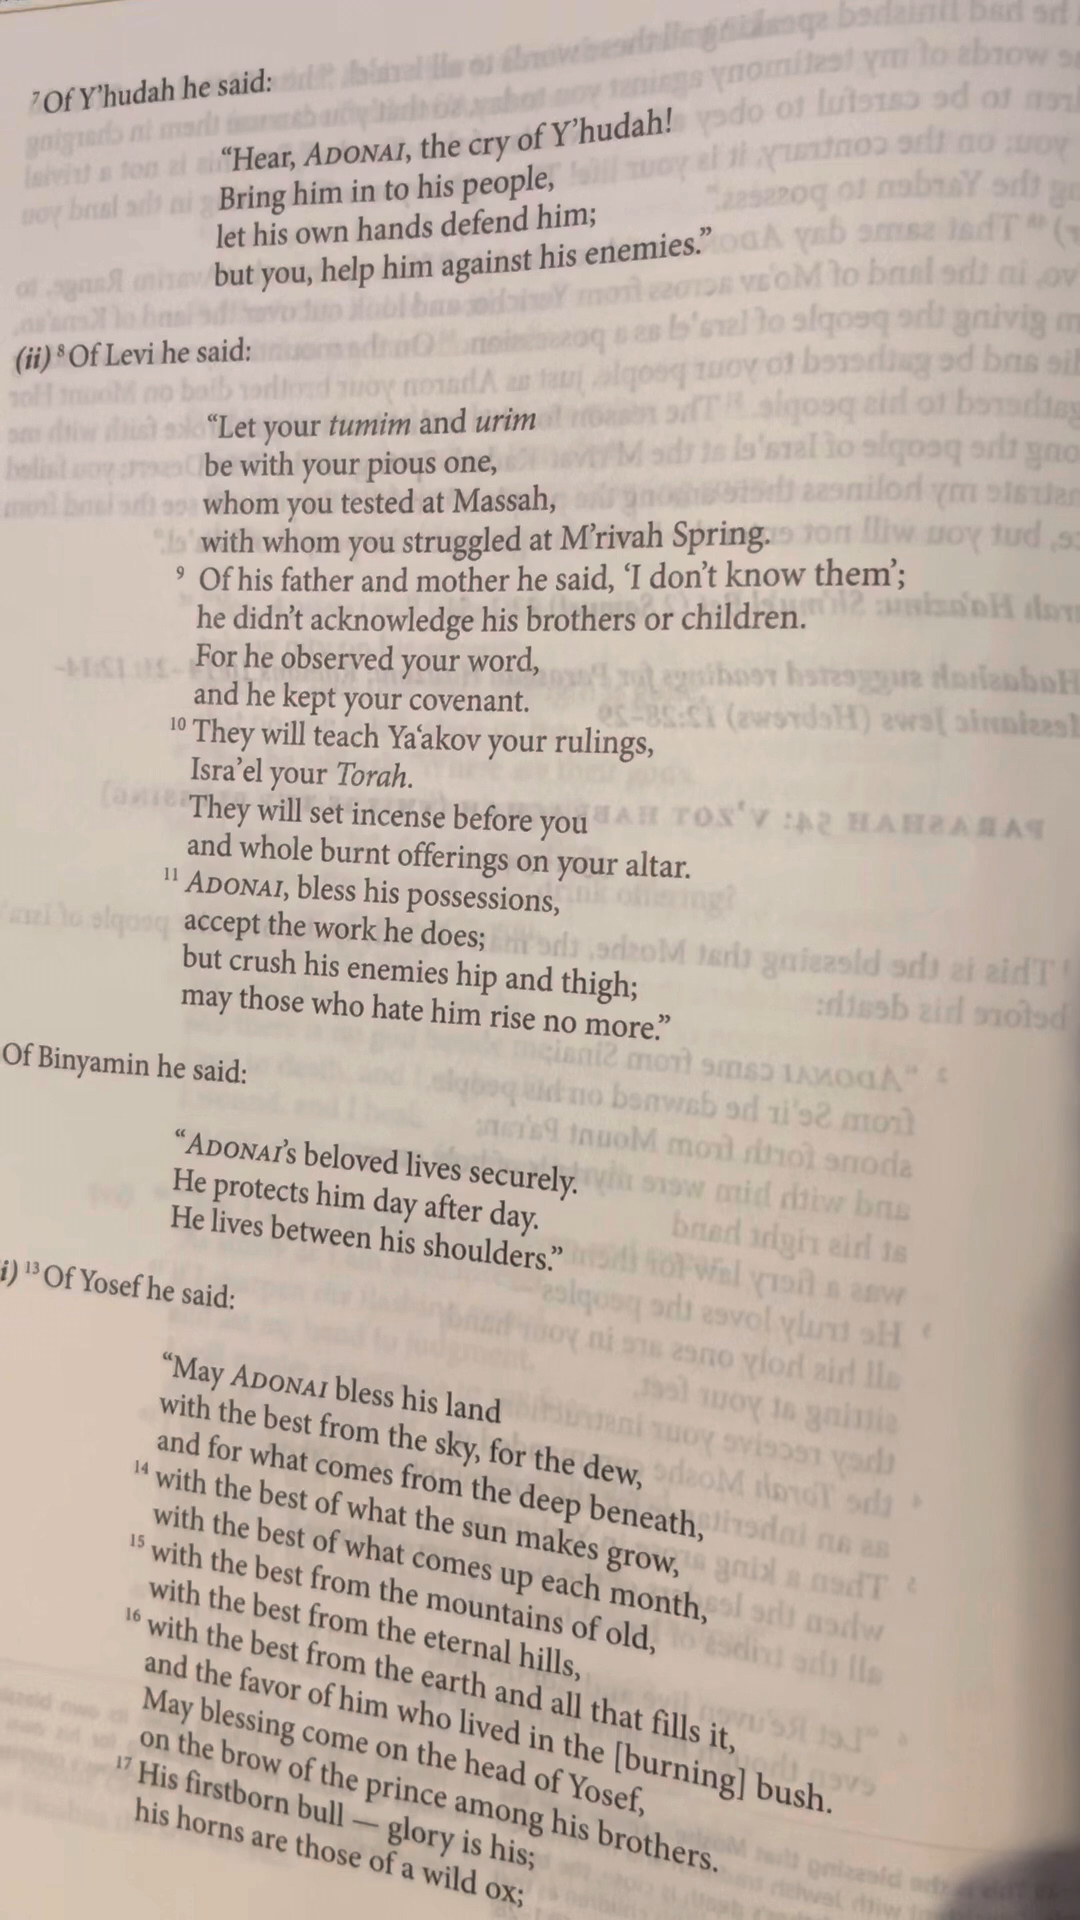 7 Of Y'hudah he said:
“Hear, ADONAI, the cry of Y'hudah!
Bring him in to his people,
let his own hands defend him;
but you, help him against his enemies.”
(ii) 8 Of Levi he said:
“Let your tumim and urim
be with your pious one,
whom you tested at Massah,
with whom you struggled at M'rivah Spring.
9 Of his father and mother he said, ‘I don't know them’;
he didn't acknowledge his brothers or children.
For he observed your word,
and he kept your covenant.
10 They will teach Ya‘akov your rulings,
Isra'el your Torah.
They will set incense before you
and whole burnt offerings on your altar.
11 ADONAI, bless his possessions,
accept the work he does;
but crush his enemies hip and thigh;
may those who hate him rise no more.”
Of Binyamin he said:
“ADONAI's beloved lives securely.
He protects him day after day.
He lives between his shoulders.”
i) 13 Of Yosef he said:
“May ADONAI bless his land
with the best from the sky, for the dew,
and for what comes from the deep beneath,
14 with the best of what the sun makes grow,
with the best of what comes up each month,
15 with the best from the mountains of old,
with the best from the eternal hills,
16 with the best from the earth and all that fills it,
and the favor of him who lived in the [burning] bush.
May blessing come on the head of Yosef,
on the brow of the prince among his brothers.
17 His firstborn bull — glory is his;
his horns are those of a wild ox;